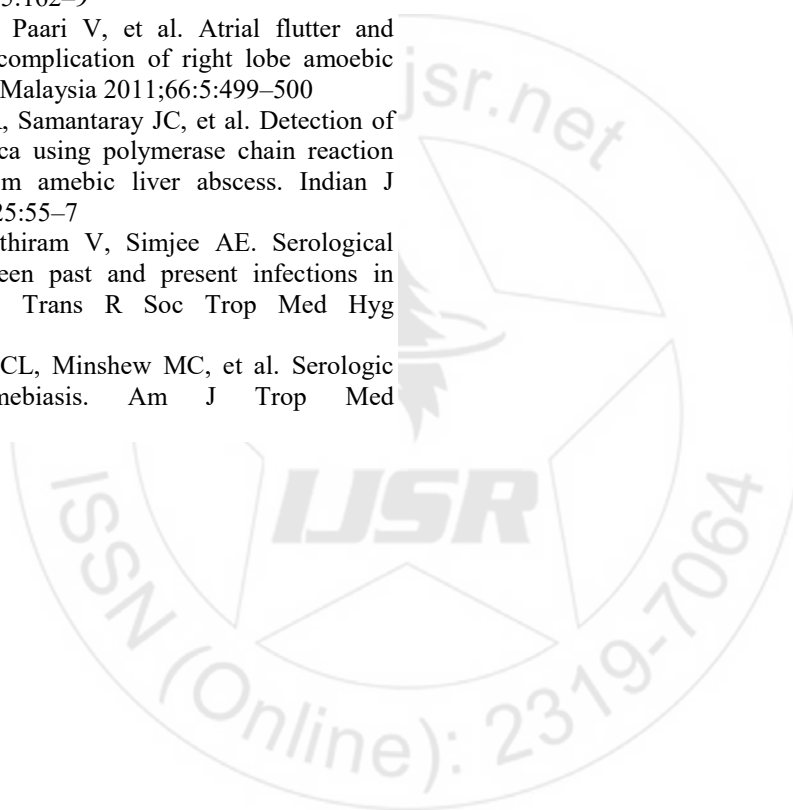 5:162–9
Paari V, et al. Atrial flutter and
complication of right lobe amoebic
Malaysia 2011;66:5:499–500
, Samantaray JC, et al. Detection of
ca using polymerase chain reaction
m amebic liver abscess. Indian J
25:55–7
thiram V, Simjee AE. Serological
een past and present infections in
Trans R Soc Trop Med Hyg
CL, Minshew MC, et al. Serologic
nebiasis. Am J Trop Med
jsr.net
IJSR
ISSN (Online): 2319-7064